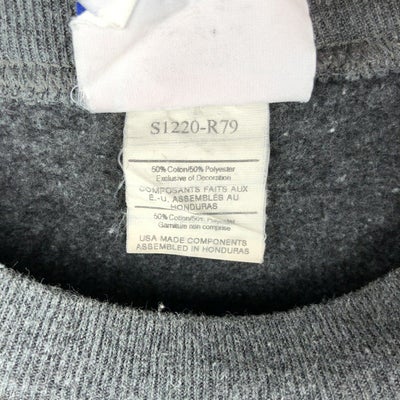 S1220-R79
50% Cotton/50% Polyester
Exclusive of Decoration
COMPOSANTS FAITS AUX
E.-U. ASSEMBLÉS AU
HONDURAS
50% Coton/50% Polyester
Garniture non comprise
USA MADE COMPONENTS
ASSEMBLED IN HONDURAS